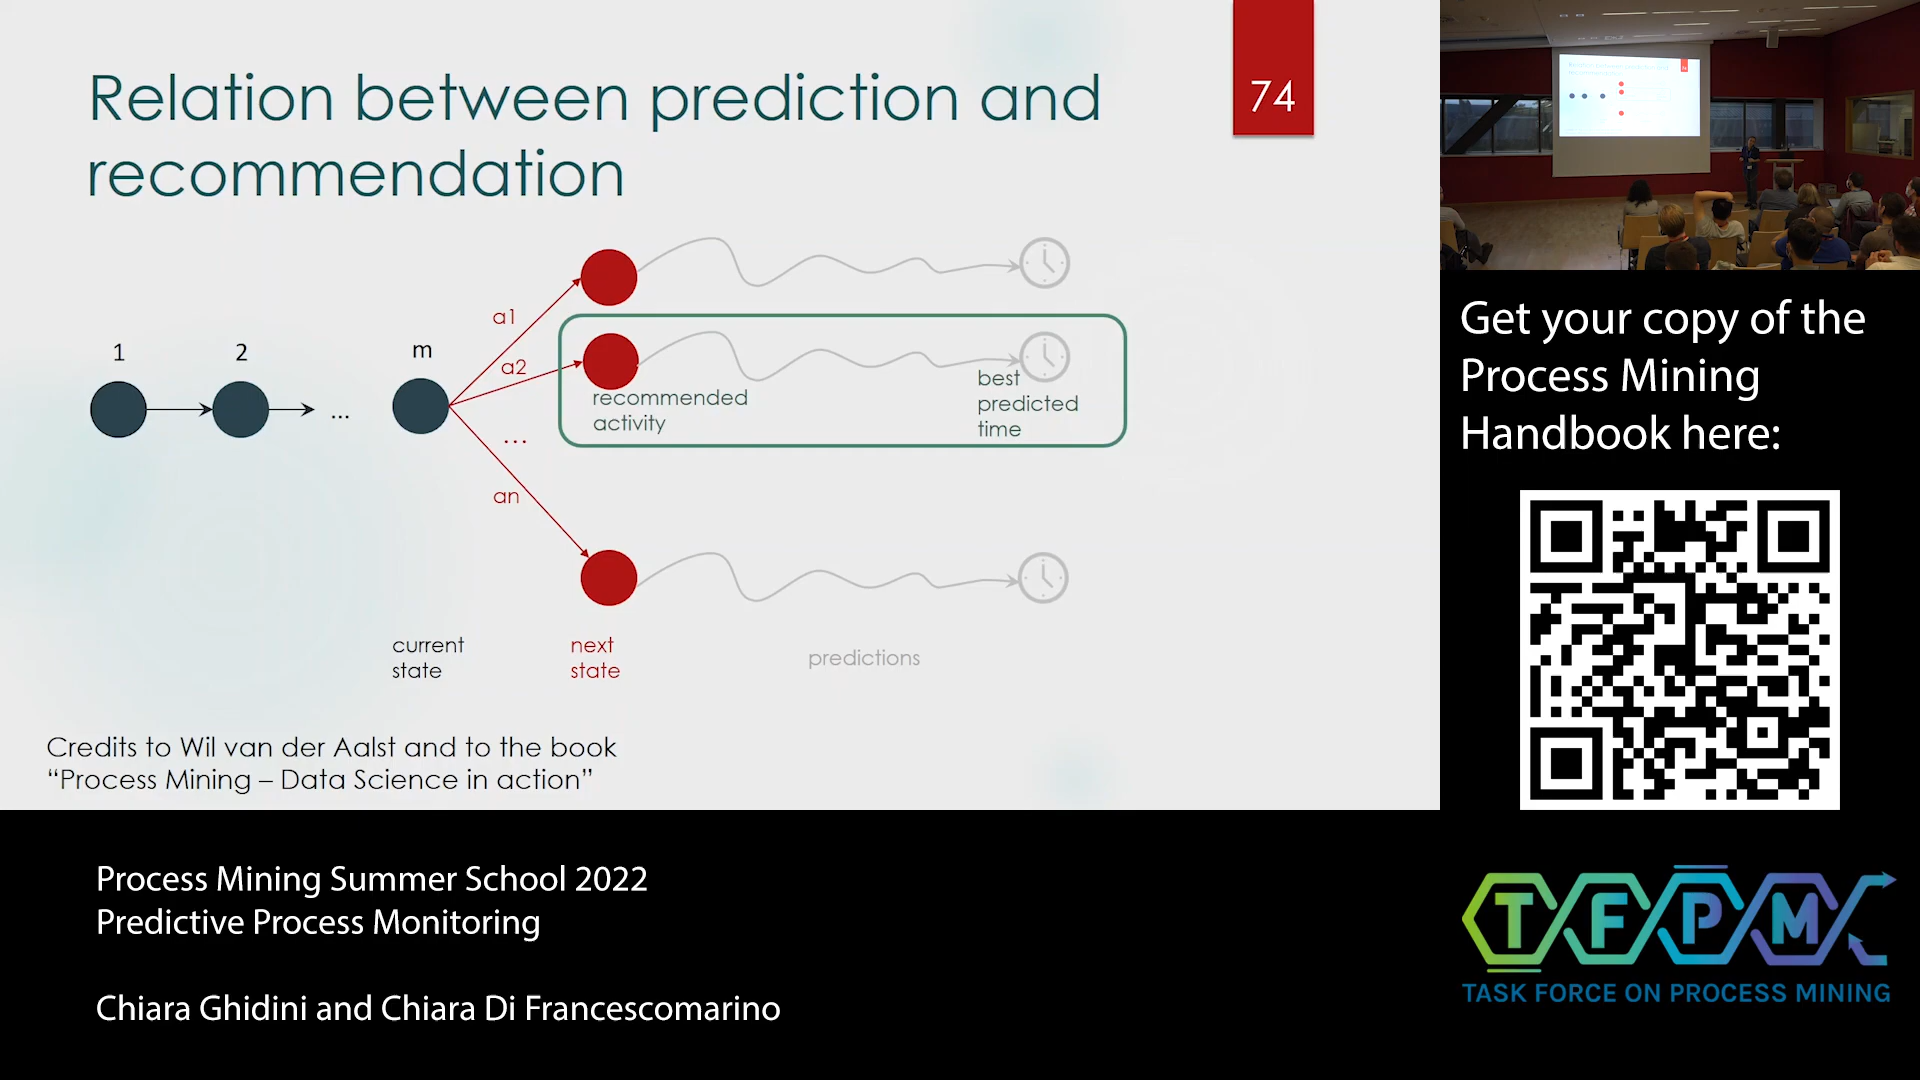 Relation between prediction and
recommendation
74
1
2
m
...
a1
a2
...
an
recommended
activity
best
predicted
time
current
state
next
state
predictions
Credits to Wil van der Aalst and to the book
“Process Mining – Data Science in action”
Get your copy of the
Process Mining
Handbook here:
Process Mining Summer School 2022
Predictive Process Monitoring
Chiara Ghidini and Chiara Di Francescomarino
TFPM
TASK FORCE ON PROCESS MINING